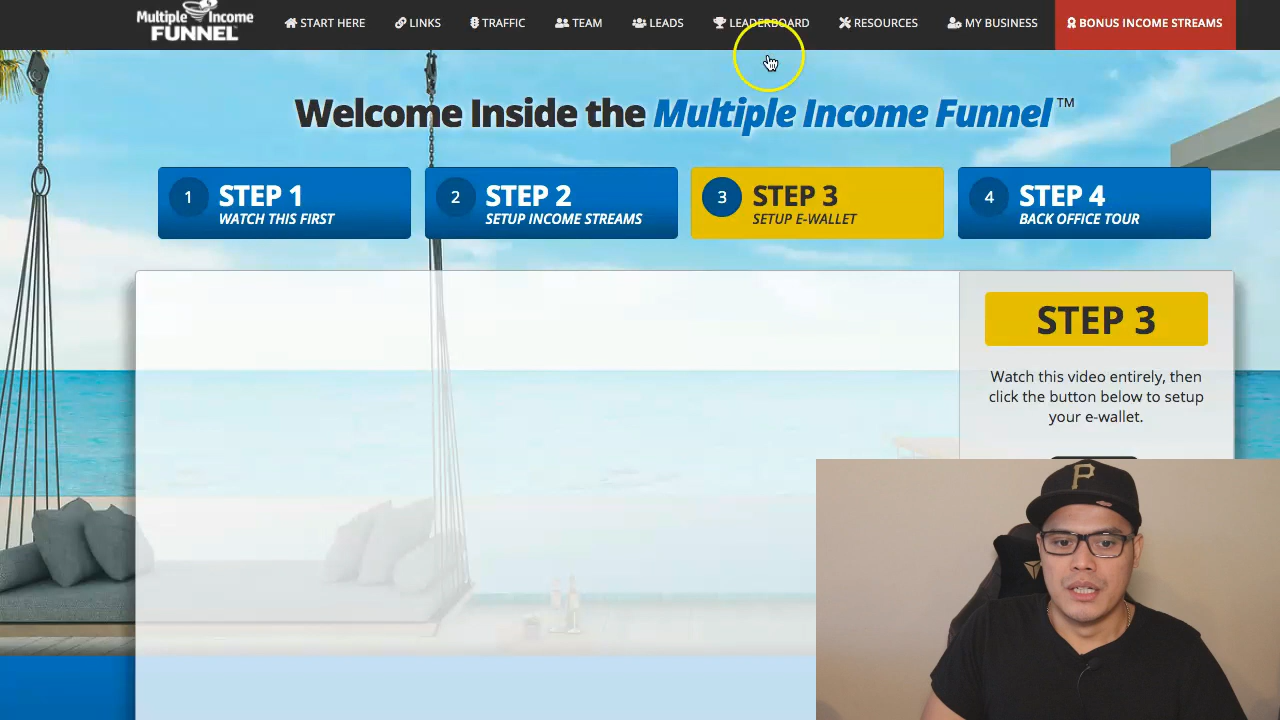 Multiple Income
FUNNEL
START HERE
LINKS
TRAFFIC
TEAM
LEADS
LEADERBOARD
RESOURCES
MY BUSINESS
BONUS INCOME STREAMS
Welcome Inside the Multiple Income Funnel™
1 STEP 1
WATCH THIS FIRST
2 STEP 2
SETUP INCOME STREAMS
3 STEP 3
SETUP E-WALLET
4 STEP 4
BACK OFFICE TOUR
STEP 3
Watch this video entirely, then
click the button below to setup
your e-wallet.
P